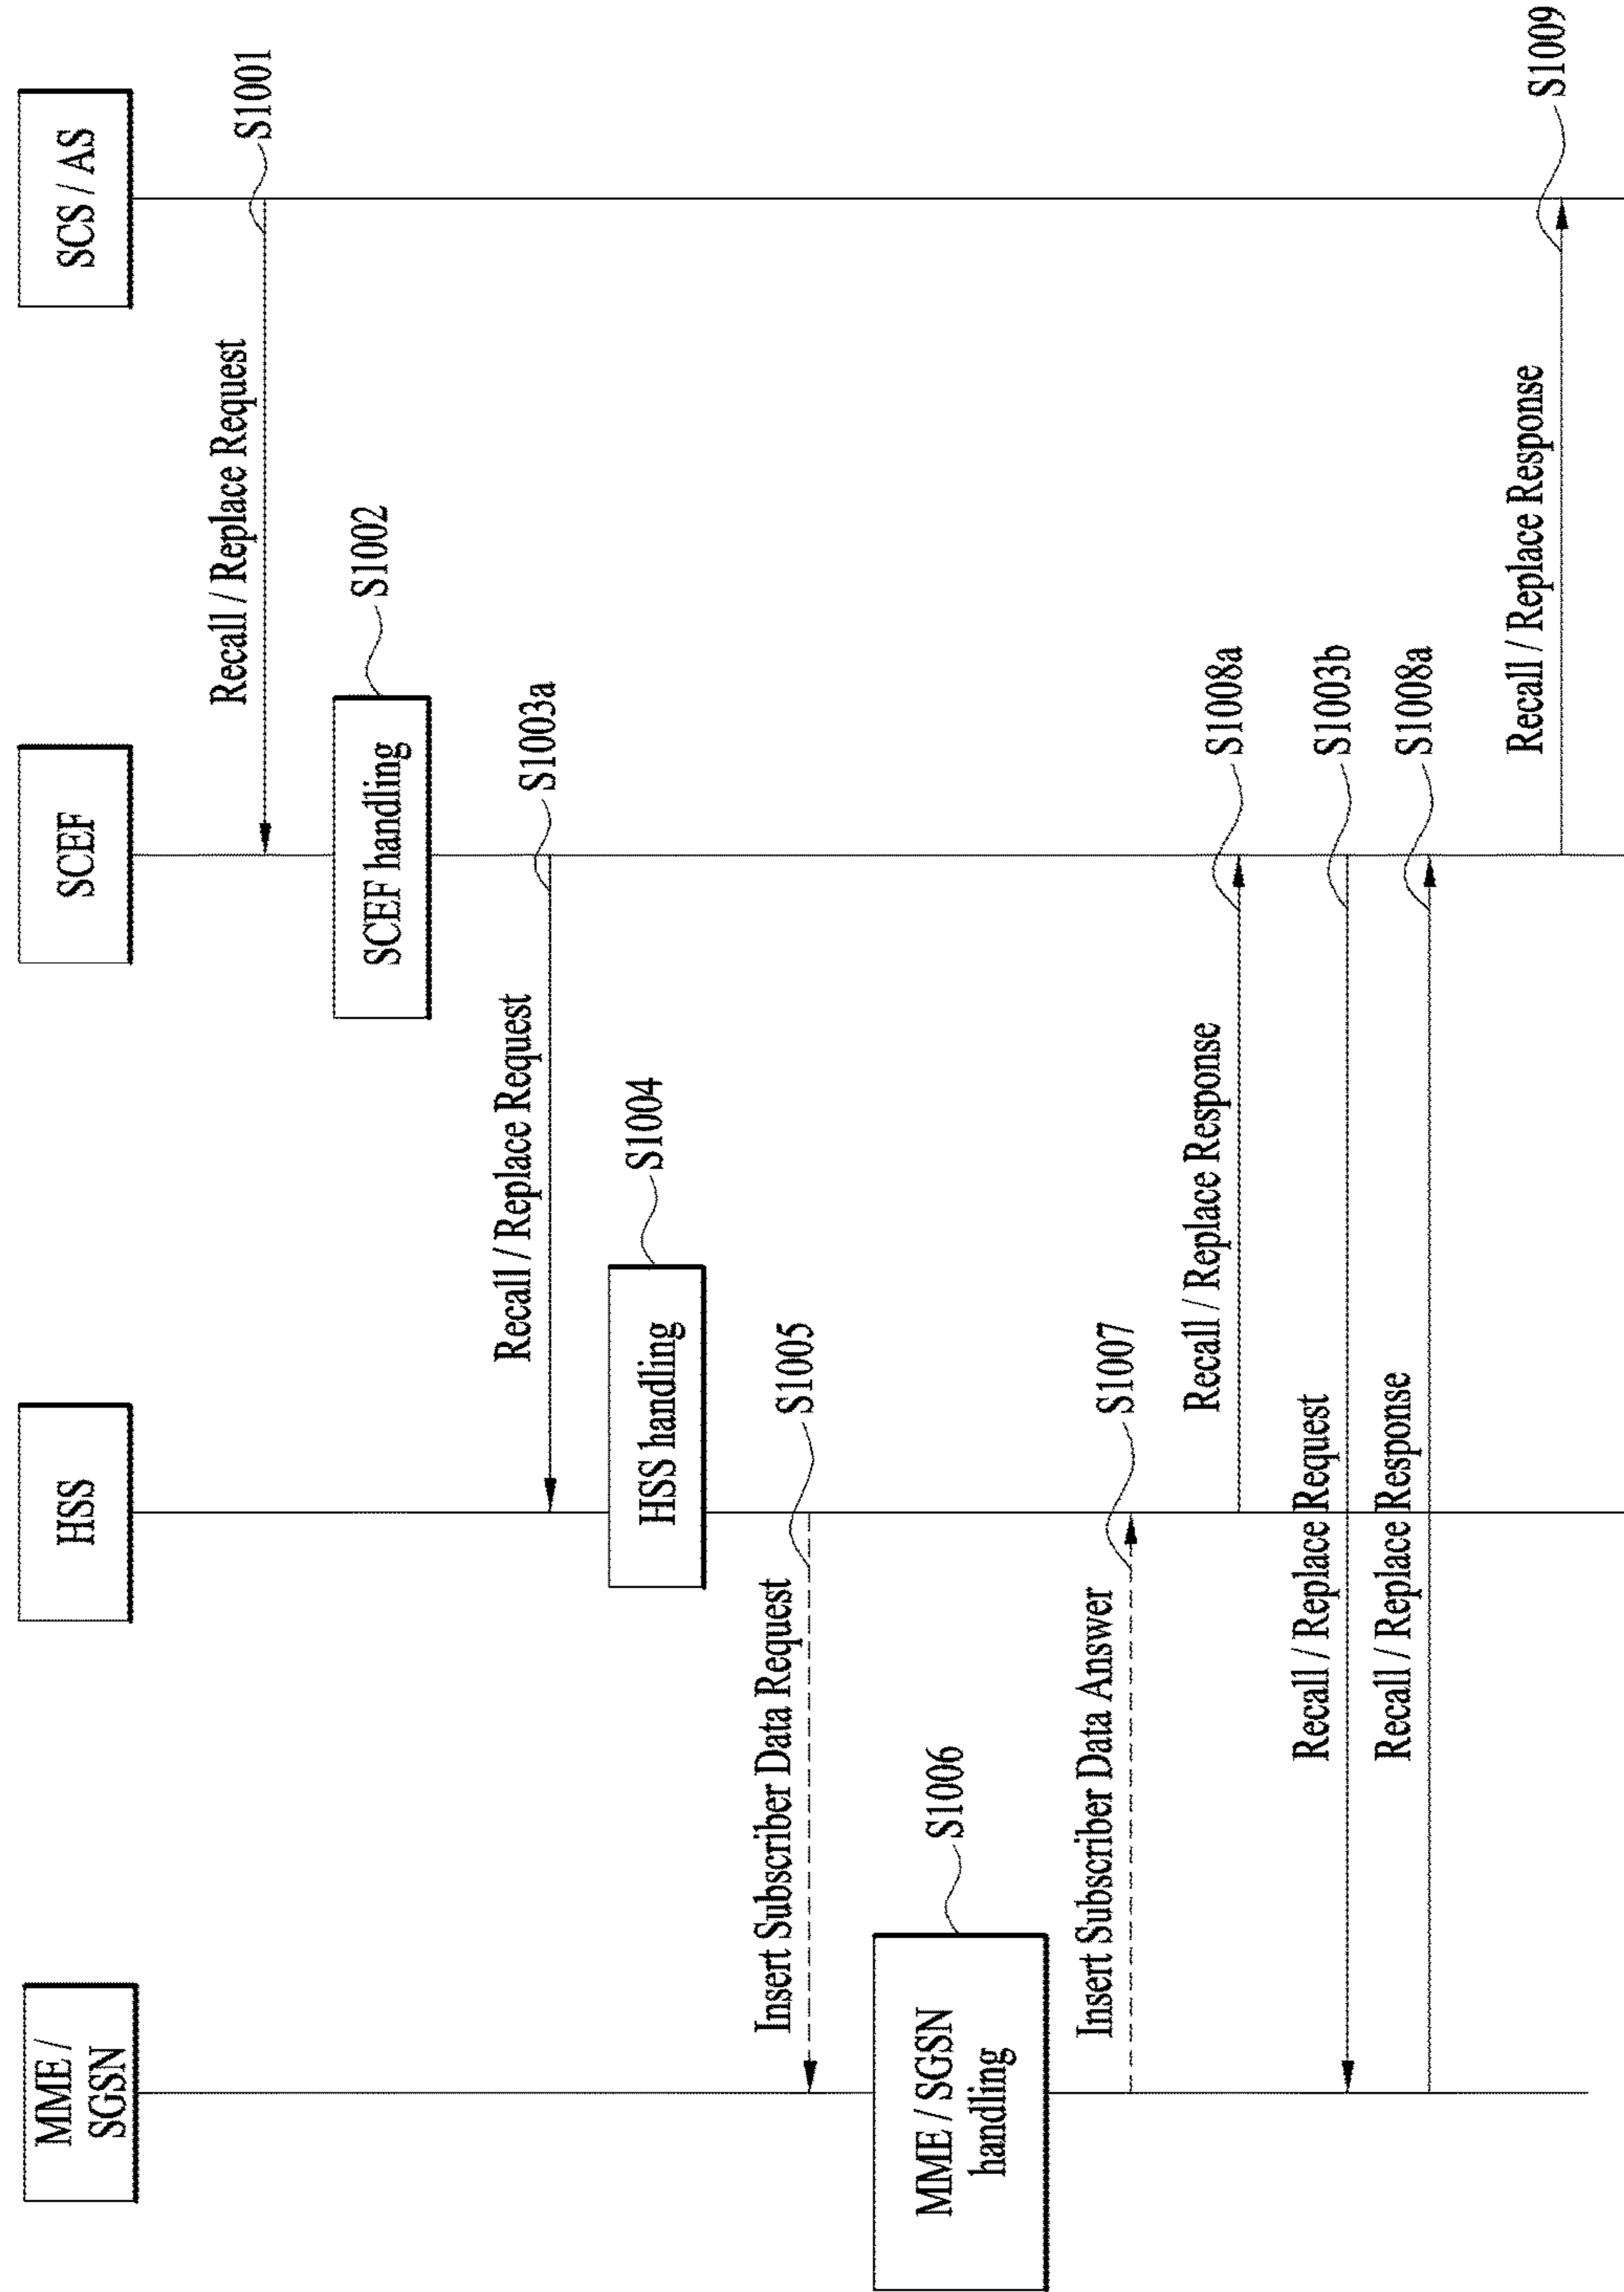 MME /
SGSN
HSS
SCEF
SCS / AS
Recall / Replace Request
S1001
SCEF handling
S1002
Recall / Replace Request
S1003a
HSS handling
S1004
Insert Subscriber Data Request
S1005
MME / SGSN
handling
S1006
Insert Subscriber Data Answer
S1007
Recall / Replace Response
S1008a
Recall / Replace Request
S1003b
Recall / Replace Response
S1008a
Recall / Replace Response
S1009